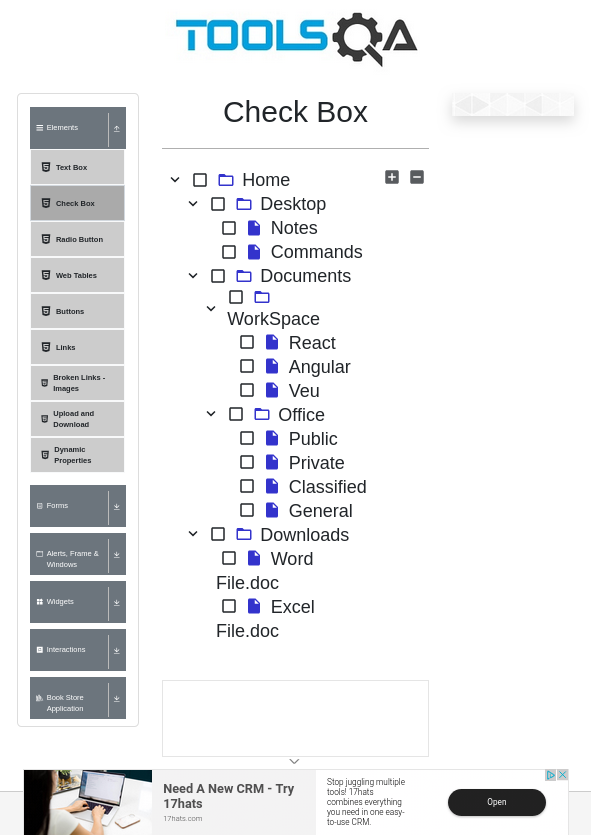 TOOLSQA
Check Box
Elements
Text Box
Check Box
Radio Button
Web Tables
Buttons
Links
Broken Links -
Images
Upload and
Download
Dynamic
Properties
Forms
Alerts, Frame &
Windows
Widgets
Interactions
Book Store
Application
Home
Desktop
Notes
Commands
Documents
WorkSpace
React
Angular
Veu
Office
Public
Private
Classified
General
Downloads
Word
File.doc
Excel
File.doc
Need A New CRM - Try
17hats
17hats.com
Stop juggling multiple
tools! 17hats
combines everything
you need in one easy-
to-use CRM.
Open